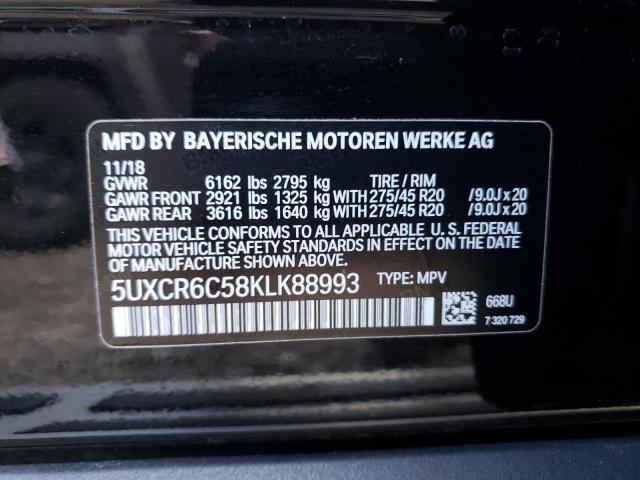 MFD BY BAYERISCHE MOTOREN WERKE AG
11/18
GVWR 6162 lbs 2795 kg TIRE / RIM
GAWR FRONT 2921 lbs 1325 kg WITH 275/45 R20 /9.0J x 20
GAWR REAR 3616 lbs 1640 kg WITH 275/45 R20 /9.0J x 20
THIS VEHICLE CONFORMS TO ALL APPLICABLE U. S. FEDERAL
MOTOR VEHICLE SAFETY STANDARDS IN EFFECT ON THE DATE
OF MANUFACTURE SHOWN ABOVE.
5UXCR6C58KLK88993 TYPE: MPV
668U
7 320 729